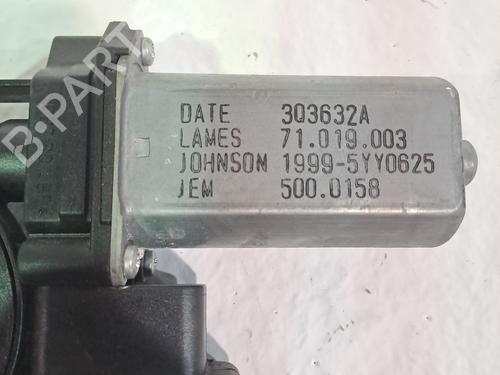 B-PART
DATE 3Q3632A
LAMES 71.019.003
JOHNSON 1999-5YY0625
JEM 500.0158